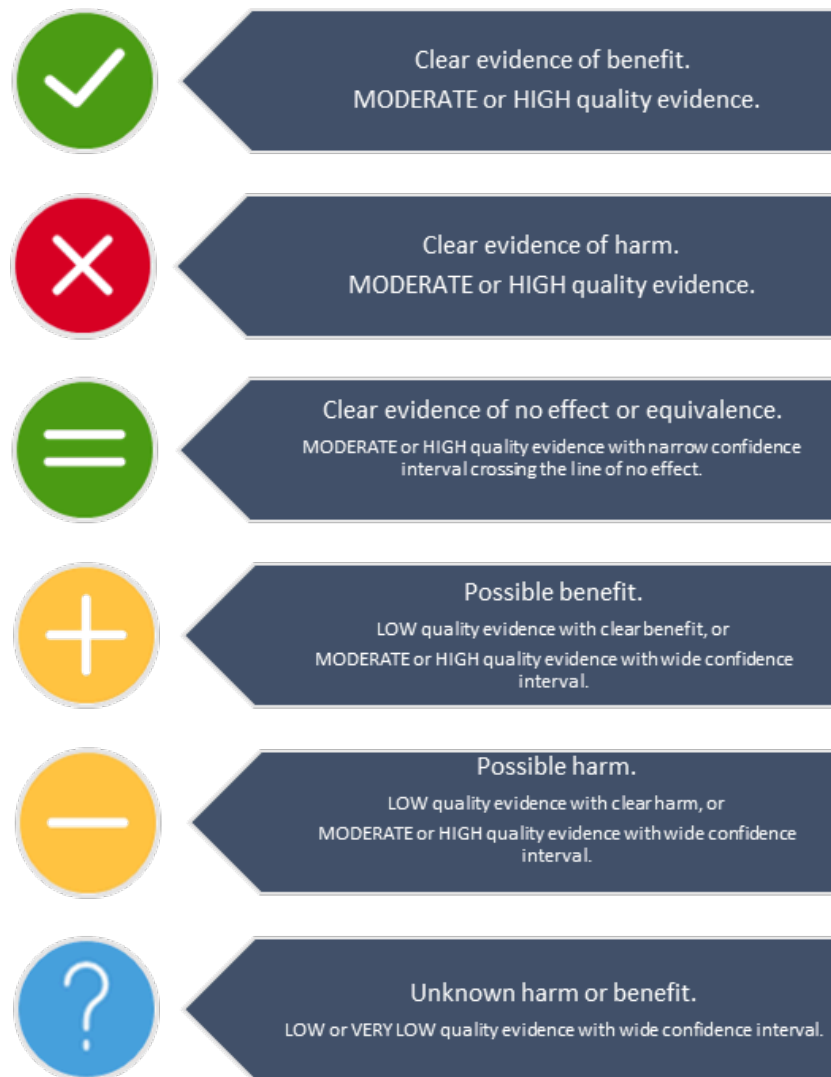 Clear evidence of benefit.
MODERATE or HIGH quality evidence.
Clear evidence of harm.
MODERATE or HIGH quality evidence.
Clear evidence of no effect or equivalence.
MODERATE or HIGH quality evidence with narrow confidence
interval crossing the line of no effect.
Possible benefit.
LOW quality evidence with clear benefit, or
MODERATE or HIGH quality evidence with wide confidence
interval.
Possible harm.
LOW quality evidence with clear harm, or
MODERATE or HIGH quality evidence with wide confidence
interval.
Unknown harm or benefit.
LOW or VERY LOW quality evidence with wide confidence interval.